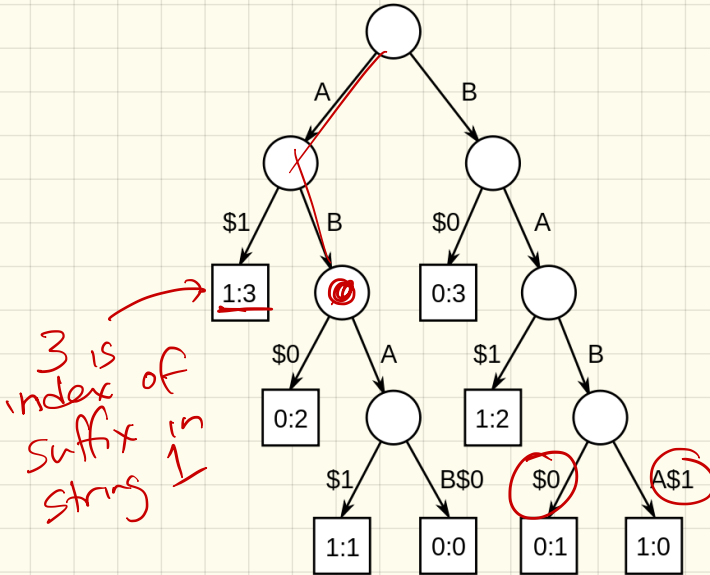 A
B
$1
B
$0
A
1:3
0:3
3 is
index of
suffix in
string 1
$0
A
$1
B
0:2
1:2
$1
B$0
$0
A$1
1:1
0:0
0:1
1:0